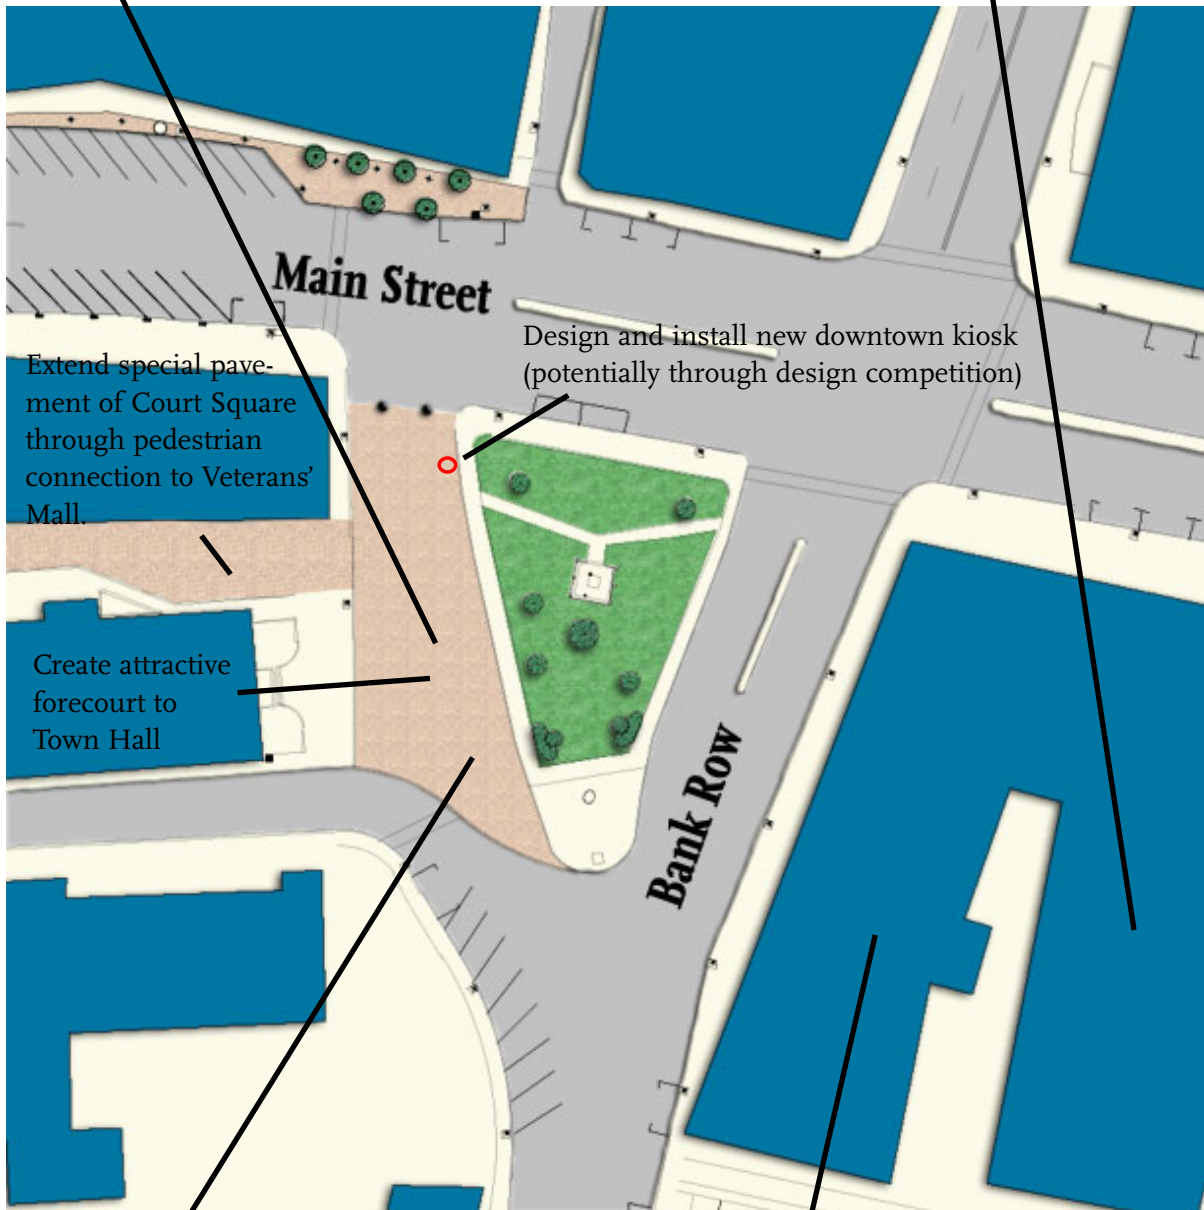 Main Street
Design and install new downtown kiosk
(potentially through design competition)
Extend special pave-
ment of Court Square
through pedestrian
connection to Veterans’
Mall.
Create attractive
forecourt to
Town Hall
Bank Row